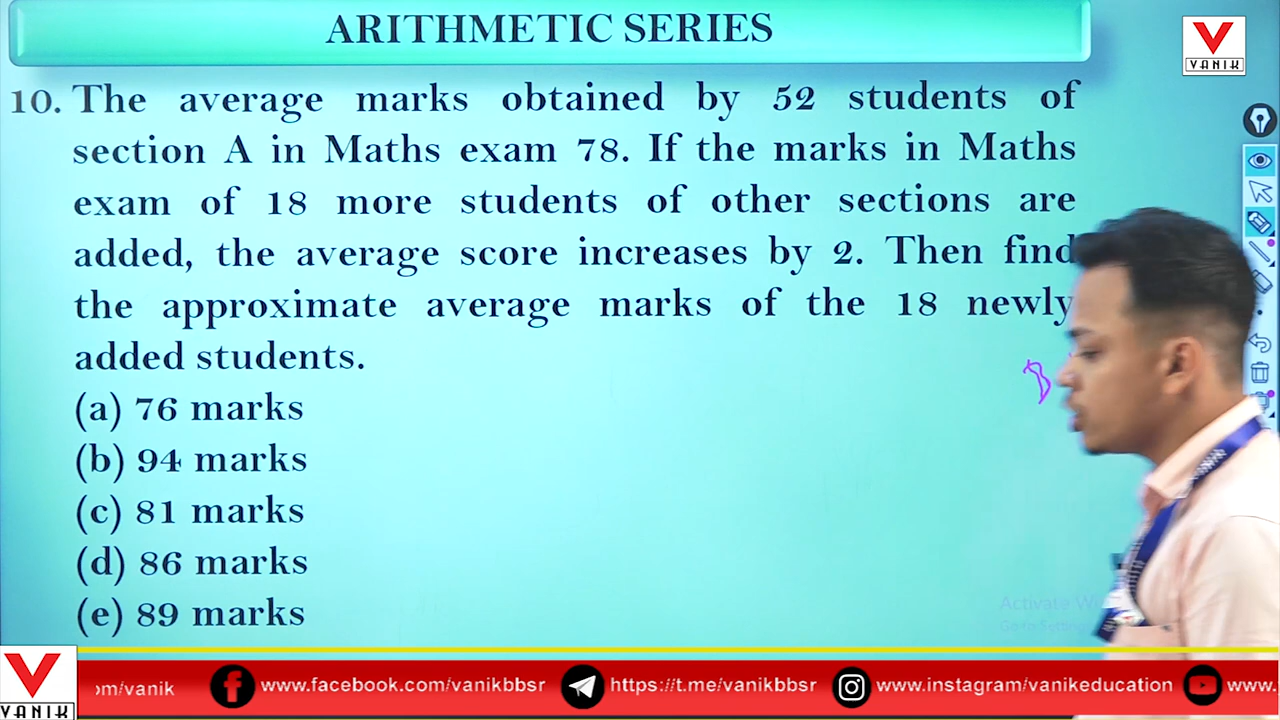 ARITHMETIC SERIES
VANIK
10. The average marks obtained by 52 students of
section A in Maths exam 78. If the marks in Maths
exam of 18 more students of other sections are
added, the average score increases by 2. Then find
the approximate average marks of the 18 newly
added students.
(a) 76 marks
(b) 94 marks
(c) 81 marks
(d) 86 marks
(e) 89 marks
VANIK
om/vanik www.facebook.com/vanikbbsr https://t.me/vanikbbsr www.instagram/vanikeducation www.